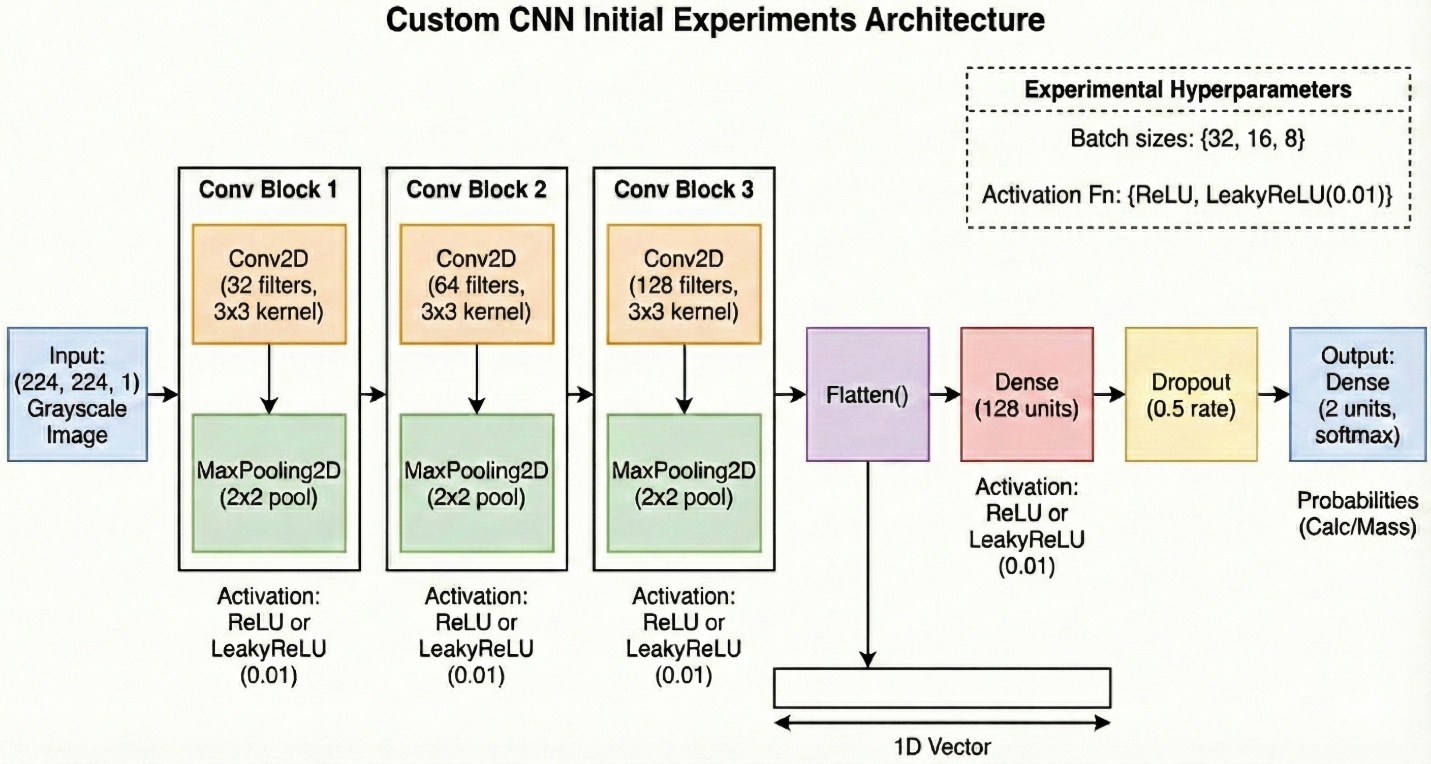 Custom CNN Initial Experiments Architecture
Experimental Hyperparameters
Batch sizes: {32, 16, 8}
Activation Fn: {ReLU, LeakyReLU(0.01)}
Input:
(224, 224, 1)
Grayscale
Image
Conv Block 1
Conv2D
(32 filters,
3x3 kernel)
MaxPooling2D
(2x2 pool)
Activation:
ReLU or
LeakyReLU
(0.01)
Conv Block 2
Conv2D
(64 filters,
3x3 kernel)
MaxPooling2D
(2x2 pool)
Activation:
ReLU or
LeakyReLU
(0.01)
Conv Block 3
Conv2D
(128 filters,
3x3 kernel)
MaxPooling2D
(2x2 pool)
Activation:
ReLU or
LeakyReLU
(0.01)
Flatten()
1D Vector
Dense
(128 units)
Activation:
ReLU or
LeakyReLU
(0.01)
Dropout
(0.5 rate)
Output:
Dense
(2 units,
softmax)
Probabilities
(Calc/Mass)